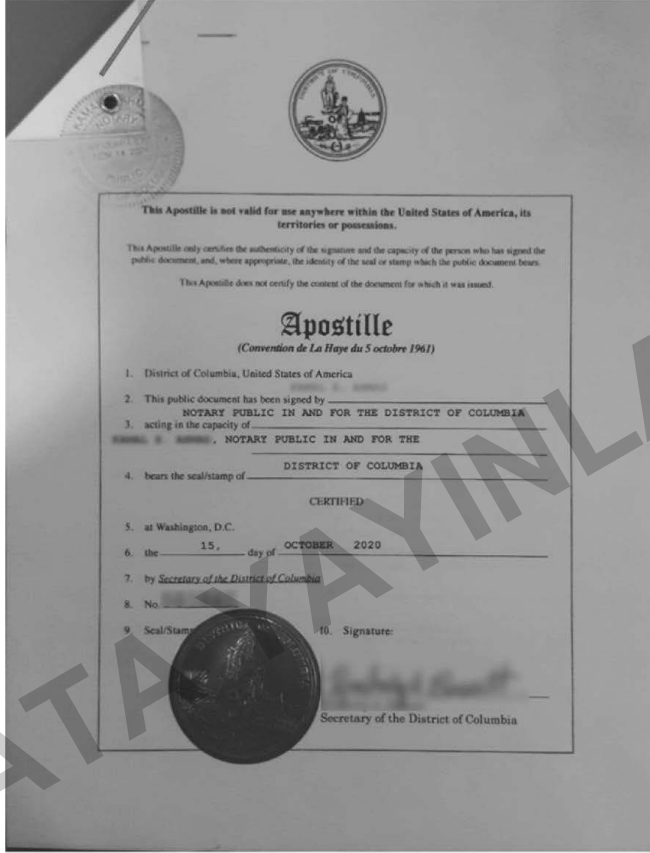 DISTRICT OF COLUMBIA
NOTARY
PUBLIC
This Apostille is not valid for use anywhere within the United States of America, its
territories or possessions.
This Apostille only certifies the authenticity of the signature and the capacity of the person who has signed the
public document, and, where appropriate, the identity of the seal or stamp which the public document bears.
This Apostille does not certify the content of the document for which it was issued.
Apostille
(Convention de La Haye du 5 octobre 1961)
1. District of Columbia, United States of America
2. This public document has been signed by
NOTARY PUBLIC IN AND FOR THE DISTRICT OF COLUMBIA
3. acting in the capacity of
, NOTARY PUBLIC IN AND FOR THE
DISTRICT OF COLUMBIA
4. bears the seal/stamp of
CERTIFIED
5. at Washington, D.C.
6. the 15, day of OCTOBER 2020
7. by Secretary of the District of Columbia
8. No.
9 Seal/Stamp
10. Signature:
Secretary of the District of Columbia
ATA YAYINLA